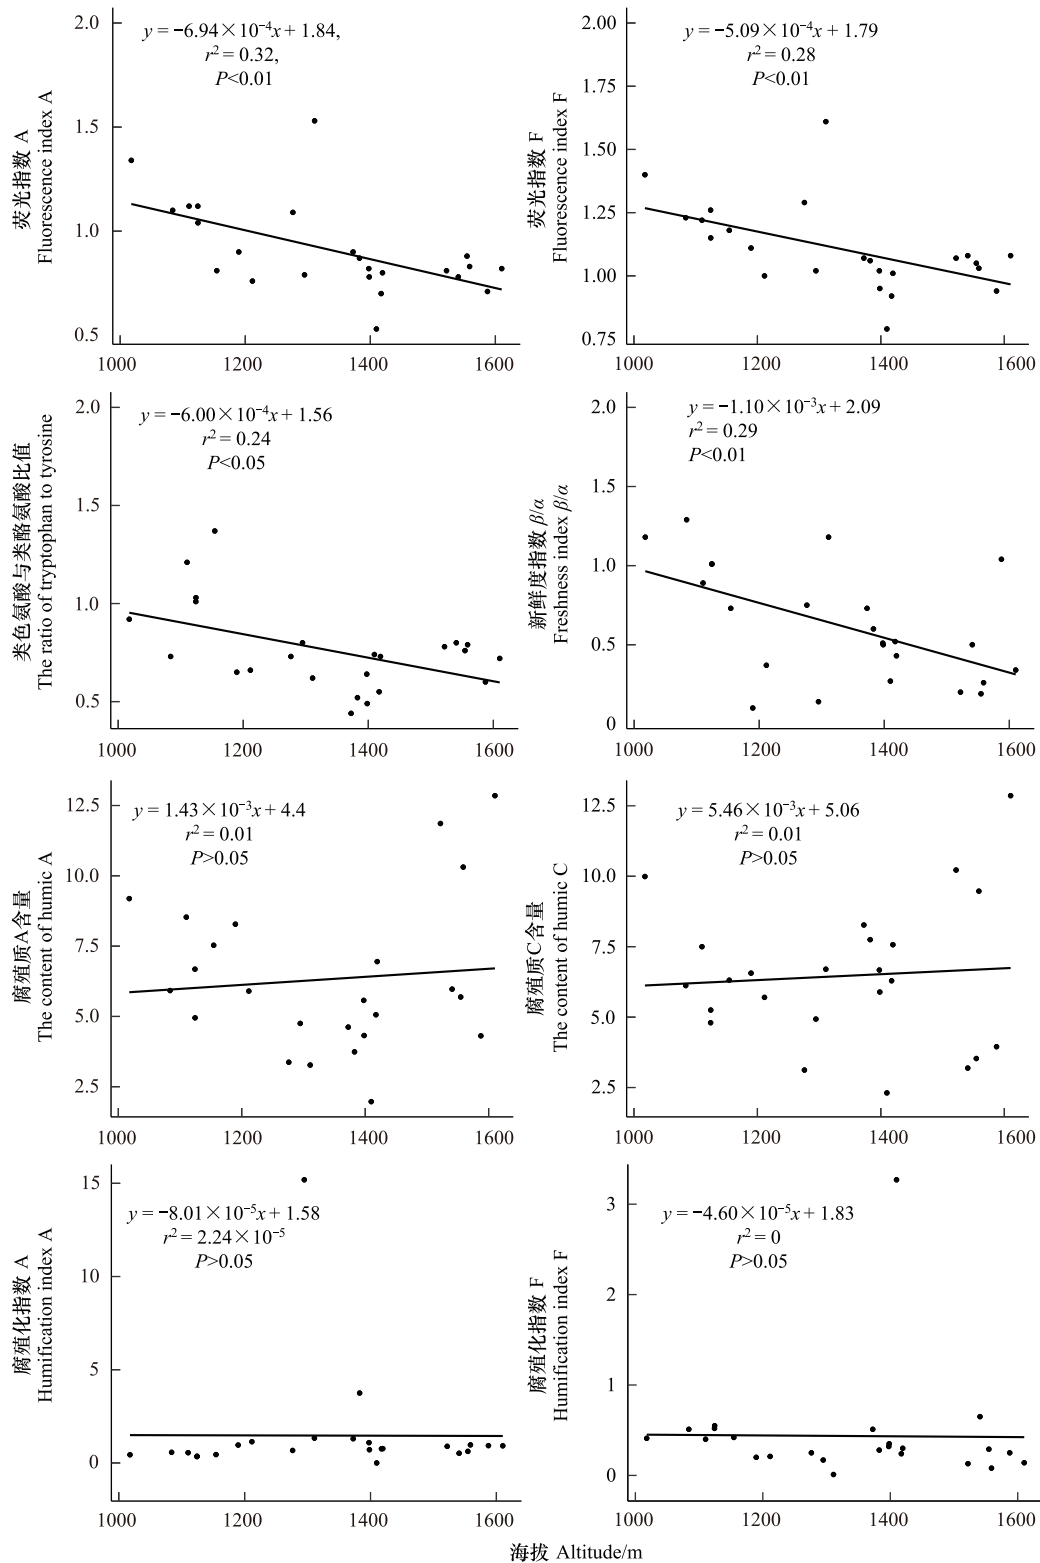 荧光指数 A
Fluorescence index A
y = −6.94×10⁻⁴x + 1.84,
r² = 0.32,
P<0.01
2.0
1.5
1.0
0.5
1000 1200 1400 1600
荧光指数 F
Fluorescence index F
y = −5.09×10⁻⁴x + 1.79
r² = 0.28
P<0.01
2.00
1.75
1.50
1.25
1.00
0.75
1000 1200 1400 1600
类色氨酸与类酪氨酸比值
The ratio of tryptophan to tyrosine
y = −6.00×10⁻⁴x + 1.56
r² = 0.24
P<0.05
2.0
1.5
1.0
0.5
1000 1200 1400 1600
新鲜度指数 β/α
Freshness index β/α
y = −1.10×10⁻³x + 2.09
r² = 0.29
P<0.01
2.0
1.5
1.0
0.5
0
1000 1200 1400 1600
腐殖质A含量
The content of humic A
y = 1.43×10⁻³x + 4.4
r² = 0.01
P>0.05
12.5
10.0
7.5
5.0
2.5
1000 1200 1400 1600
腐殖质C含量
The content of humic C
y = 5.46×10⁻³x + 5.06
r² = 0.01
P>0.05
12.5
10.0
7.5
5.0
2.5
1000 1200 1400 1600
腐殖化指数 A
Humification index A
y = −8.01×10⁻⁵x + 1.58
r² = 2.24×10⁻⁵
P>0.05
15
10
5
0
1000 1200 1400 1600
腐殖化指数 F
Humification index F
y = −4.60×10⁻⁵x + 1.83
r² = 0
P>0.05
3
2
1
0
1000 1200 1400 1600
海拔 Altitude/m